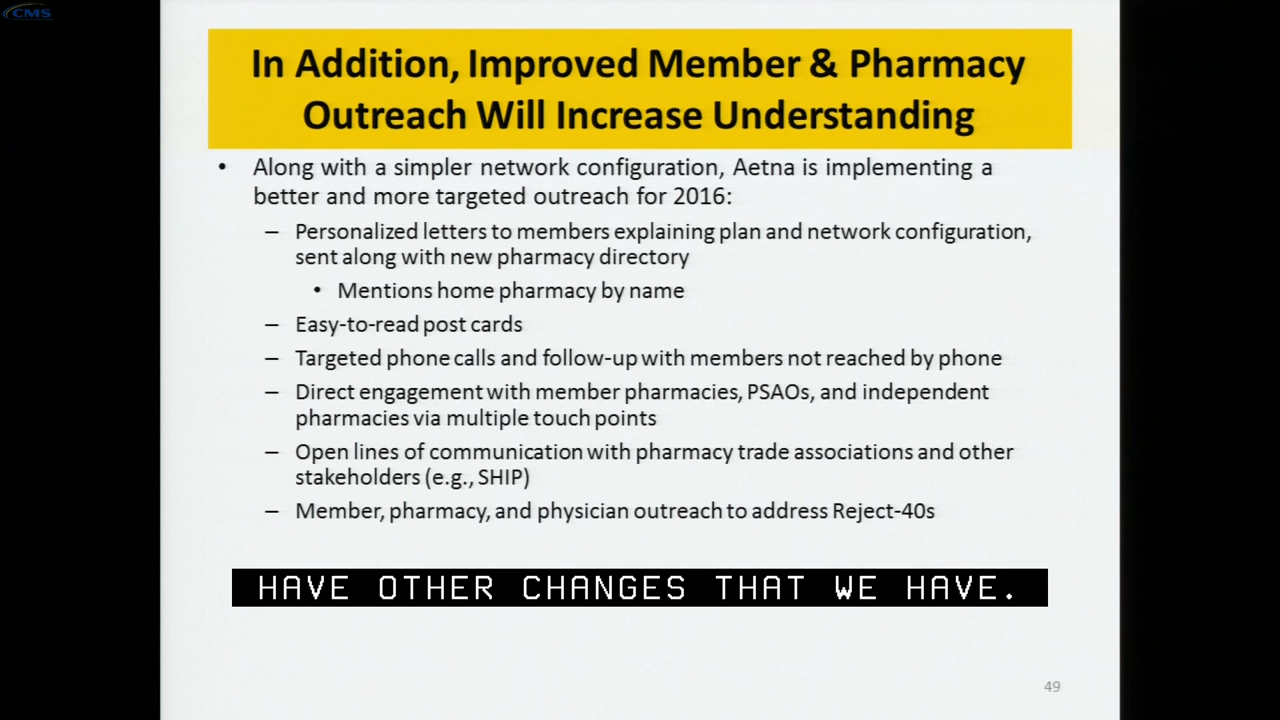 CMS
In Addition, Improved Member & Pharmacy
Outreach Will Increase Understanding
• Along with a simpler network configuration, Aetna is implementing a
better and more targeted outreach for 2016:
– Personalized letters to members explaining plan and network configuration,
sent along with new pharmacy directory
• Mentions home pharmacy by name
– Easy-to-read post cards
– Targeted phone calls and follow-up with members not reached by phone
– Direct engagement with member pharmacies, PSAOs, and independent
pharmacies via multiple touch points
– Open lines of communication with pharmacy trade associations and other
stakeholders (e.g., SHIP)
– Member, pharmacy, and physician outreach to address Reject-40s
HAVE OTHER CHANGES THAT WE HAVE.
49